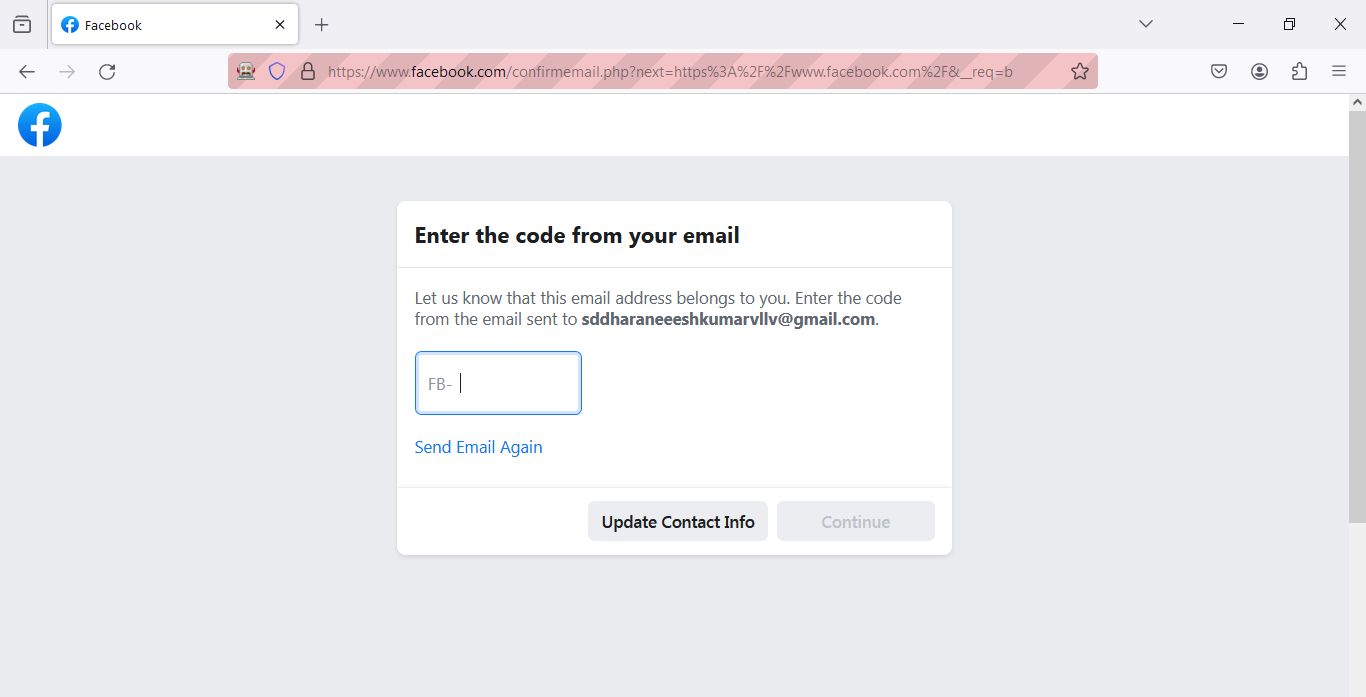 Facebook
https://www.facebook.com/confirmemail.php?next=https%3A%2F%2Fwww.facebook.com%2F&__req=b
Enter the code from your email
Let us know that this email address belongs to you. Enter the code
from the email sent to sddharaneeeshkumarvllv@gmail.com.
FB-
Send Email Again
Update Contact Info
Continue